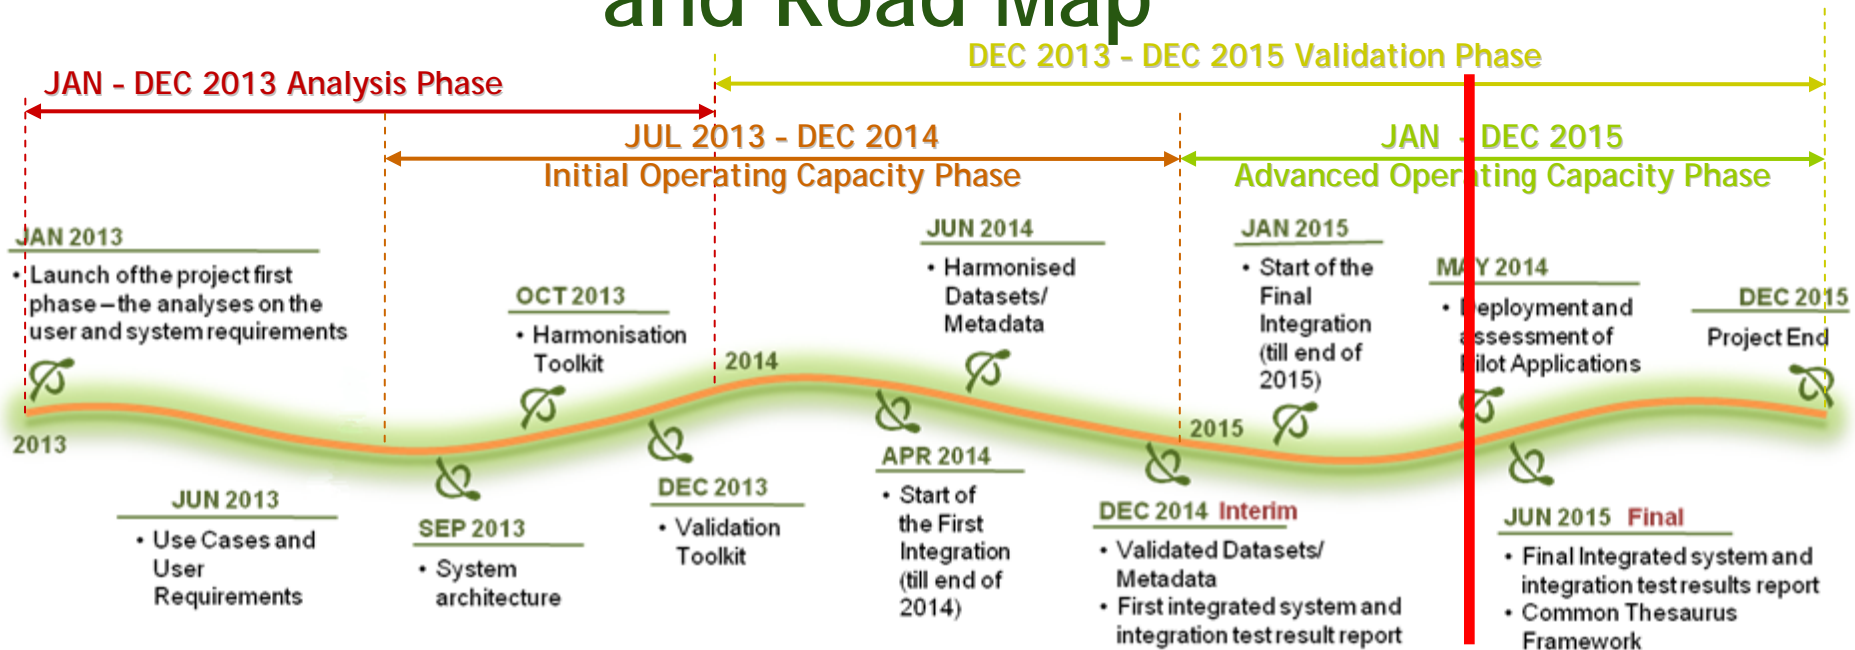 and Road Map
DEC 2013 - DEC 2015 Validation Phase
JAN - DEC 2013 Analysis Phase
JUL 2013 - DEC 2014
Initial Operating Capacity Phase
JAN - DEC 2015
Advanced Operating Capacity Phase
JAN 2013
• Launch of the project first
phase – the analyses on the
user and system requirements
OCT 2013
• Harmonisation
Toolkit
JUN 2014
• Harmonised
Datasets/
Metadata
JAN 2015
• Start of the
Final
Integration
(till end of
2015)
MAY 2014
• Deployment and
assessment of
Pilot Applications
DEC 2015
Project End
2013
2014
2015
JUN 2013
• Use Cases and
User
Requirements
SEP 2013
• System
architecture
DEC 2013
• Validation
Toolkit
APR 2014
• Start of
the First
Integration
(till end of
2014)
DEC 2014 Interim
• Validated Datasets/
Metadata
• First integrated system and
integration test result report
JUN 2015 Final
• Final Integrated system and
integration test results report
• Common Thesaurus
Framework